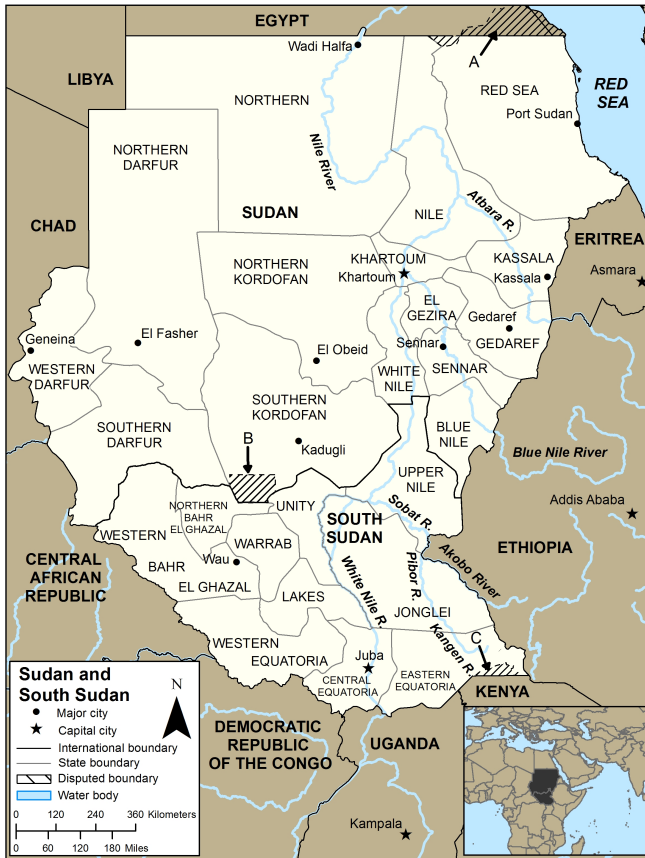 EGYPT
Wadi Halfa
A
LIBYA
RED
SEA
NORTHERN
RED SEA
Port Sudan
NORTHERN
DARFUR
Nile River
SUDAN
NILE
Atbara R.
CHAD
ERITREA
KHARTOUM
Khartoum
KASSALA
Kassala
Asmara
NORTHERN
KORDOFAN
EL
GEZIRA
Gedaref
GEDAREF
Geneina
El Fasher
El Obeid
Sennar
SENNAR
WESTERN
DARFUR
WHITE
NILE
SOUTHERN
KORDOFAN
SOUTHERN
DARFUR
B
Kadugli
BLUE
NILE
Blue Nile River
UPPER
NILE
NORTHERN
BAHR
EL GHAZAL
UNITY
Sobat R.
Addis Ababa
SOUTH
SUDAN
WESTERN
BAHR
EL GHAZAL
WARRAB
Wau
ETHIOPIA
CENTRAL
AFRICAN
REPUBLIC
White Nile R.
Pibor R.
Akobo River
LAKES
JONGLEI
Kangen R.
C
WESTERN
EQUATORIA
Juba
CENTRAL
EQUATORIA
EASTERN
EQUATORIA
KENYA
DEMOCRATIC
REPUBLIC
OF THE CONGO
UGANDA
Kampala
Sudan and
South Sudan
N
Major city
Capital city
International boundary
State boundary
Disputed boundary
Water body
0 120 240 360 Kilometers
0 60 120 180 Miles